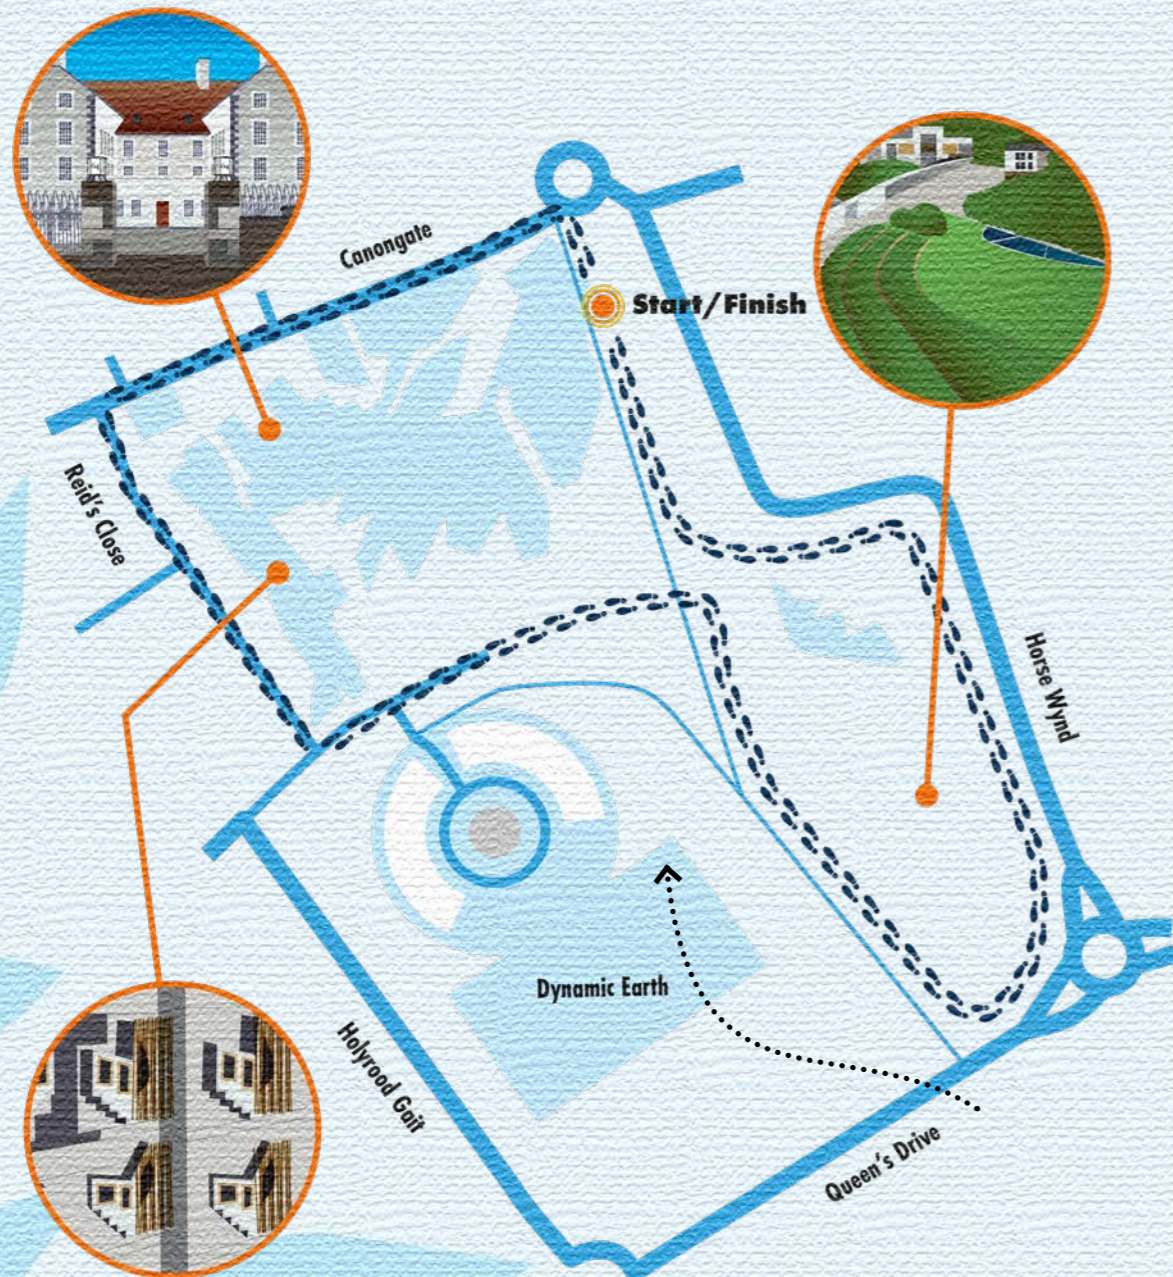 Canongate
Start/Finish
Reid's Close
Horse Wynd
Dynamic Earth
Holyrood Gait
Queen's Drive